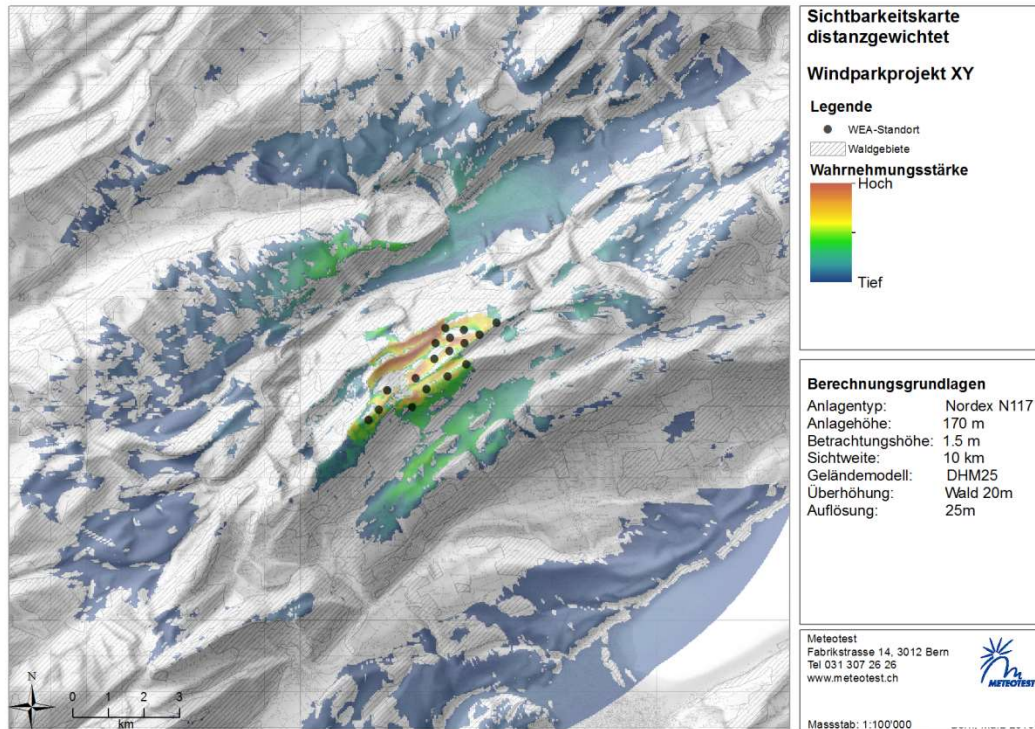 Sichtbarkeitskarte
distanzgewichtet
Windparkprojekt XY
Legende
WEA-Standort
Waldgebiete
Wahrnehmungsstärke
Hoch
Tief
Berechnungsgrundlagen
Anlagentyp: Nordex N117
Anlagehöhe: 170 m
Betrachtungshöhe: 1.5 m
Sichtweite: 10 km
Geländemodell: DHM25
Überhöhung: Wald 20m
Auflösung: 25m
Meteotest
Fabrikstrasse 14, 3012 Bern
Tel 031 307 26 26
www.meteotest.ch
METEOTEST
Massstab: 1:100'000
N
0 1 2 3
km